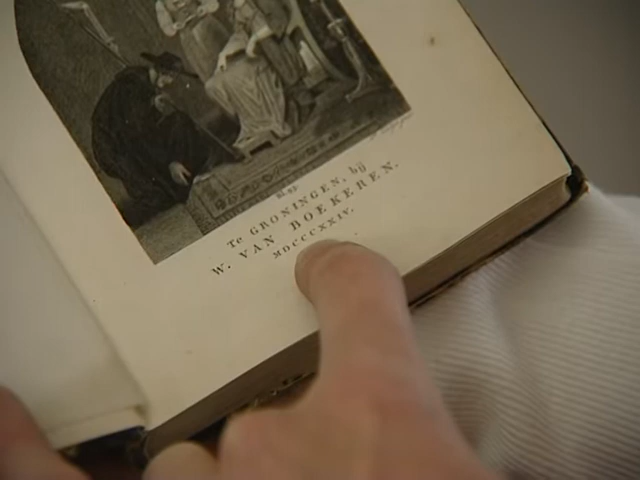 Te GRONINGEN, bij
W. VAN BOEKEREN.
MDCCCXXIV.